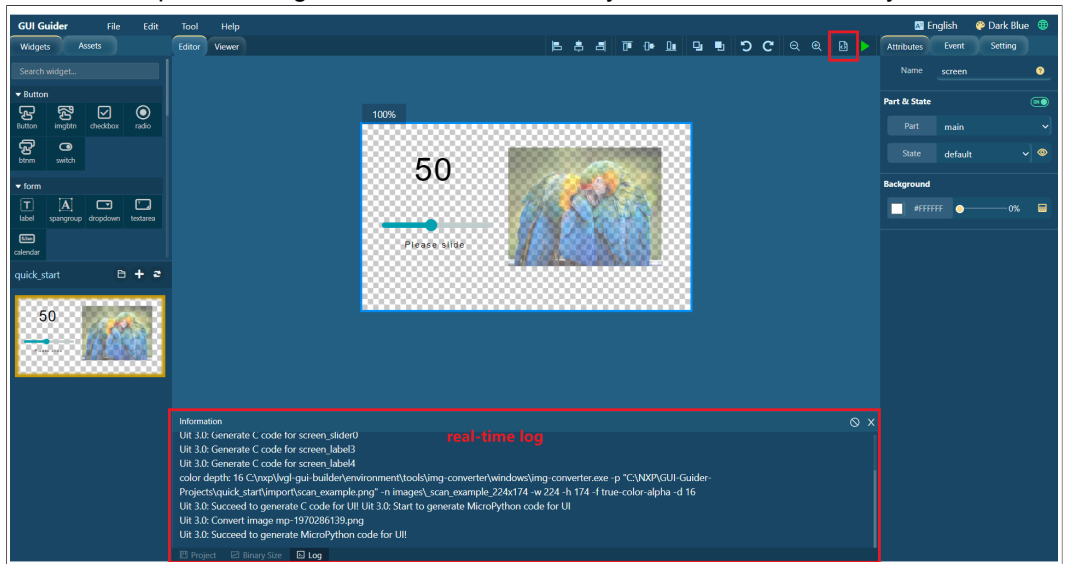 GUI Guider File Edit Tool Help English Dark Blue
Widgets Assets Editor Viewer Attributes Event Setting
Search widget...
Name screen
Button
Button imgbtn checkbox radio
btnm switch
form
label spangroup dropdown textarea
calendar
Part & State ON
Part main
State default
Background
#FFFFFF 0%
100%
50
Please slide
quick_start
50
Information
real-time log
Uit 3.0: Generate C code for screen_slider0
Uit 3.0: Generate C code for screen_label3
Uit 3.0: Generate C code for screen_label4
color depth: 16 C:\nxp\lvgl-gui-builder\environment\tools\img-converter\windows\img-converter.exe -p "C:\NXP\GUI-Guider-
Projects\quick_start\import\scan_example.png" -n images\_scan_example_224x174 -w 224 -h 174 -f true-color-alpha -d 16
Uit 3.0: Succeed to generate C code for UI! Uit 3.0: Start to generate MicroPython code for UI
Uit 3.0: Convert image mp-1970286139.png
Uit 3.0: Succeed to generate MicroPython code for UI!
Project Binary Size Log